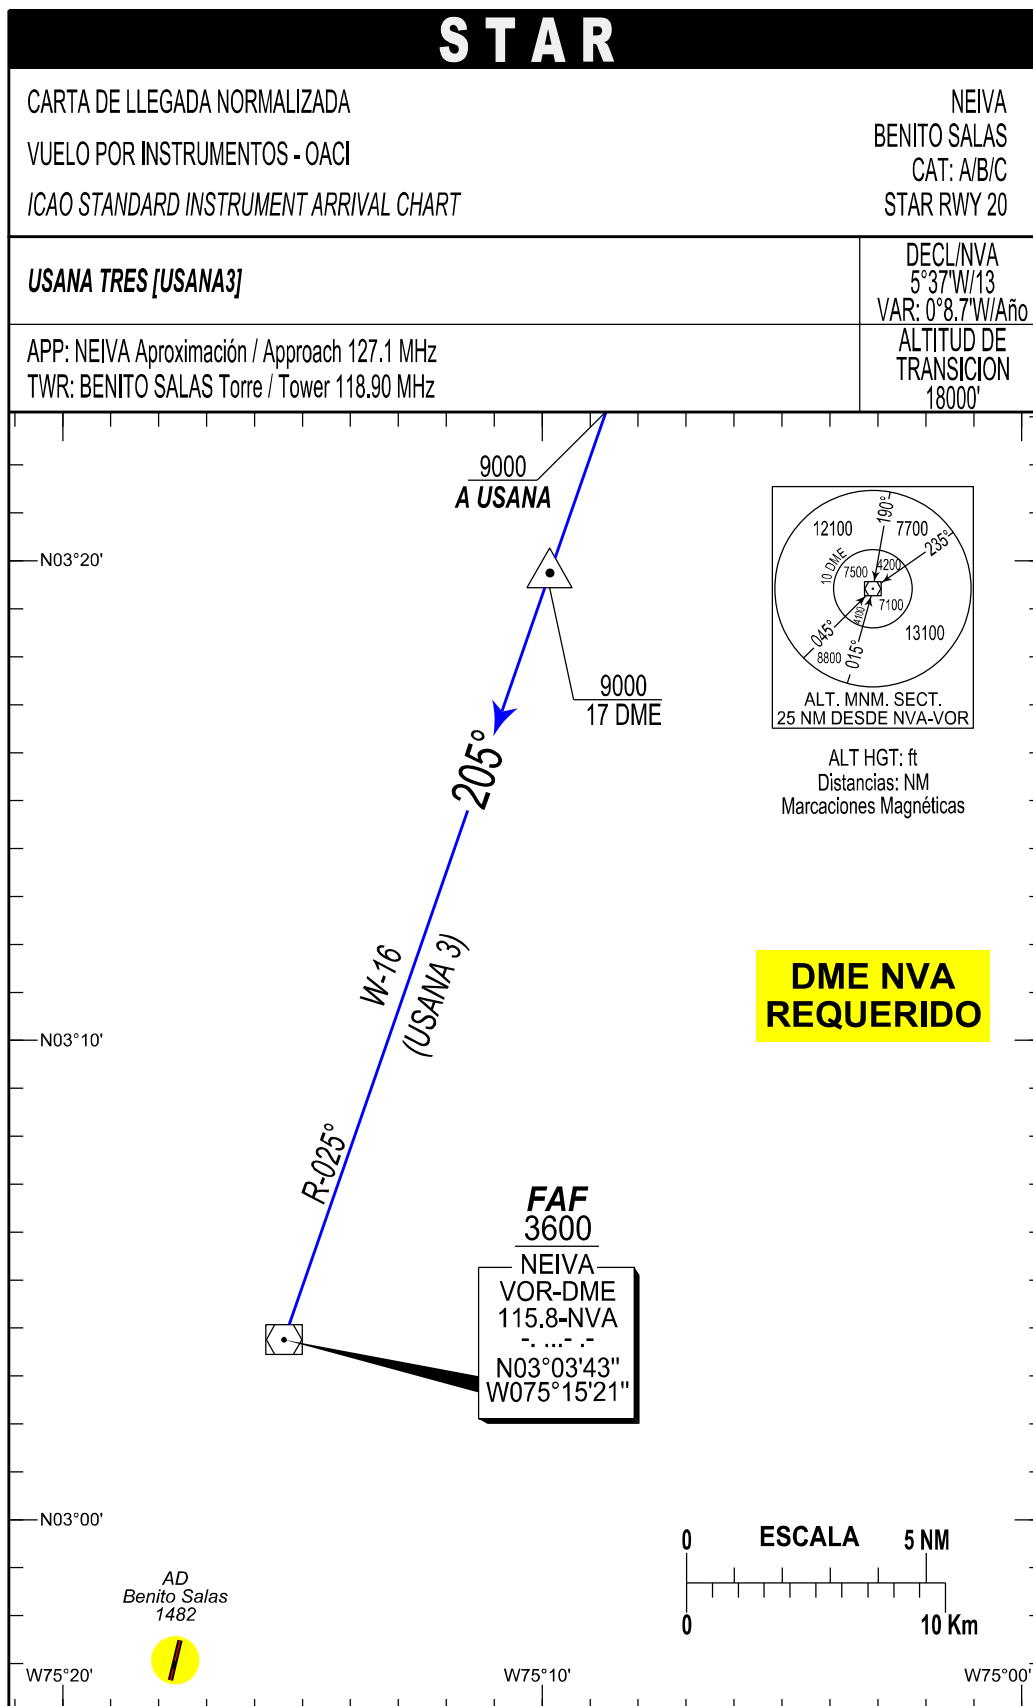 STAR
CARTA DE LLEGADA NORMALIZADA
VUELO POR INSTRUMENTOS - OACI
ICAO STANDARD INSTRUMENT ARRIVAL CHART
NEIVA
BENITO SALAS
CAT: A/B/C
STAR RWY 20
USANA TRES [USANA3]
DECL/NVA
5°37'W/13
VAR: 0°8.7'W/Año
APP: NEIVA Aproximación / Approach 127.1 MHz
TWR: BENITO SALAS Torre / Tower 118.90 MHz
ALTITUD DE
TRANSICION
18000'
9000
A USANA
N03°20'
9000
17 DME
12100
190°
7700
235°
10 DME
7500
4200
7100
4100
045°
015°
8800
13100
ALT. MNM. SECT.
25 NM DESDE NVA-VOR
ALT HGT: ft
Distancias: NM
Marcaciones Magnéticas
205°
W-16
(USANA 3)
DME NVA
REQUERIDO
N03°10'
R-025°
FAF
3600
NEIVA
VOR-DME
115.8-NVA
-. ...- .-
N03°03'43"
W075°15'21"
N03°00'
0 ESCALA 5 NM
0 10 Km
AD
Benito Salas
1482
W75°20'
W75°10'
W75°00'